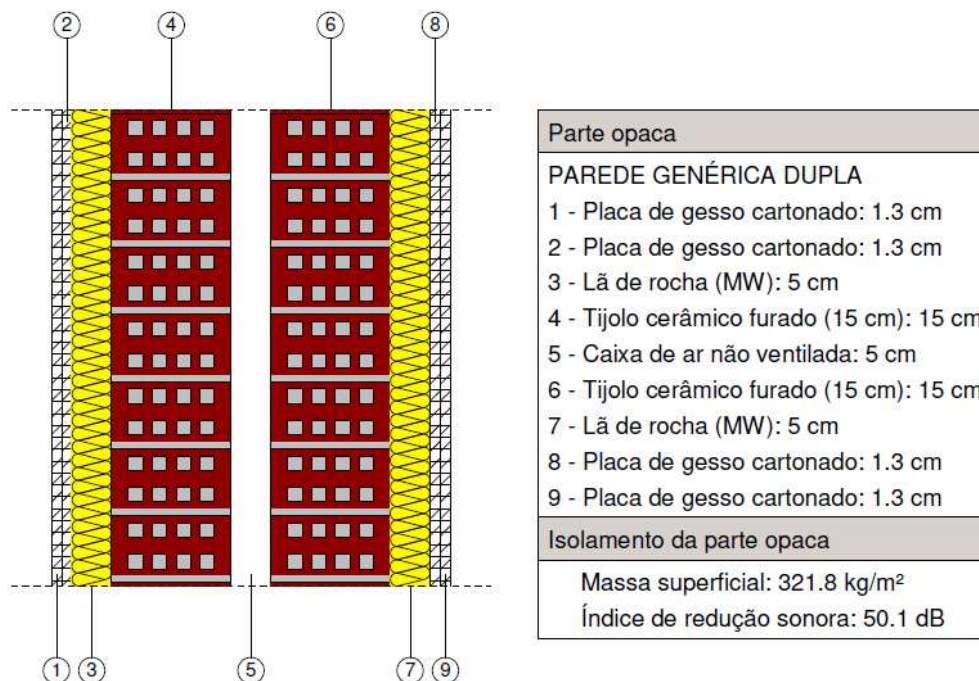 2
4
6
8
Parte opaca
PAREDE GENÉRICA DUPLA
1 - Placa de gesso cartonado: 1.3 cm
2 - Placa de gesso cartonado: 1.3 cm
3 - Lã de rocha (MW): 5 cm
4 - Tijolo cerâmico furado (15 cm): 15 cm
5 - Caixa de ar não ventilada: 5 cm
6 - Tijolo cerâmico furado (15 cm): 15 cm
7 - Lã de rocha (MW): 5 cm
8 - Placa de gesso cartonado: 1.3 cm
9 - Placa de gesso cartonado: 1.3 cm
Isolamento da parte opaca
Massa superficial: 321.8 kg/m²
Índice de redução sonora: 50.1 dB
1
3
5
7
9